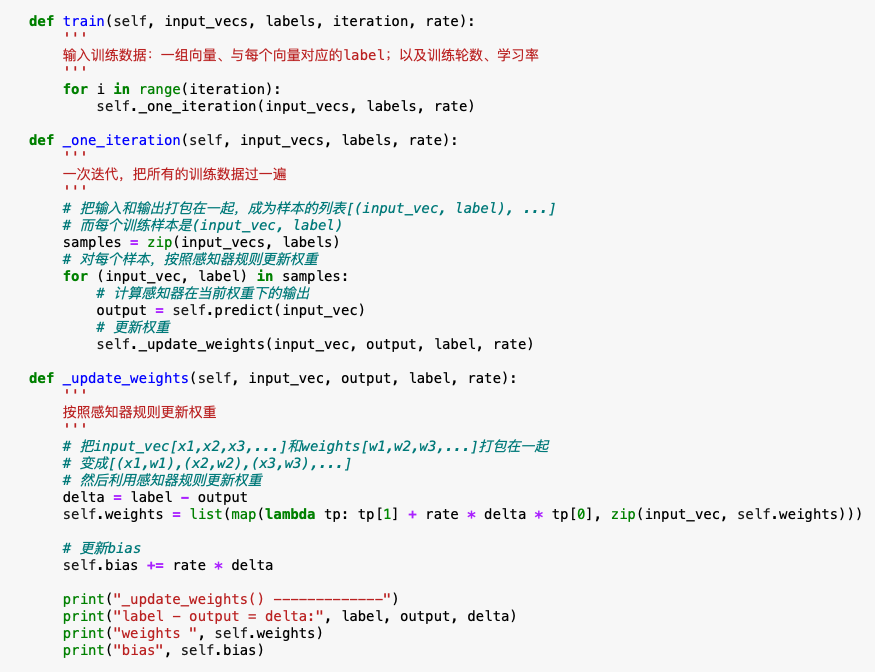 def train(self, input_vecs, labels, iteration, rate):
    '''
    输入训练数据：一组向量、与每个向量对应的label；以及训练轮数、学习率
    '''
    for i in range(iteration):
        self._one_iteration(input_vecs, labels, rate)

def _one_iteration(self, input_vecs, labels, rate):
    '''
    一次迭代，把所有的训练数据过一遍
    '''
    # 把输入和输出打包在一起，成为样本的列表[(input_vec, label), ...]
    # 而每个训练样本是(input_vec, label)
    samples = zip(input_vecs, labels)
    # 对每个样本，按照感知器规则更新权重
    for (input_vec, label) in samples:
        # 计算感知器在当前权重下的输出
        output = self.predict(input_vec)
        # 更新权重
        self._update_weights(input_vec, output, label, rate)

def _update_weights(self, input_vec, output, label, rate):
    '''
    按照感知器规则更新权重
    '''
    # 把input_vec[x1,x2,x3,...]和weights[w1,w2,w3,...]打包在一起
    # 变成[(x1,w1),(x2,w2),(x3,w3),...]
    # 然后利用感知器规则更新权重
    delta = label - output
    self.weights = list(map(lambda tp: tp[1] + rate * delta * tp[0], zip(input_vec, self.weights)))

    # 更新bias
    self.bias += rate * delta

    print("_update_weights() -------------")
    print("label - output = delta:", label, output, delta)
    print("weights ", self.weights)
    print("bias", self.bias)